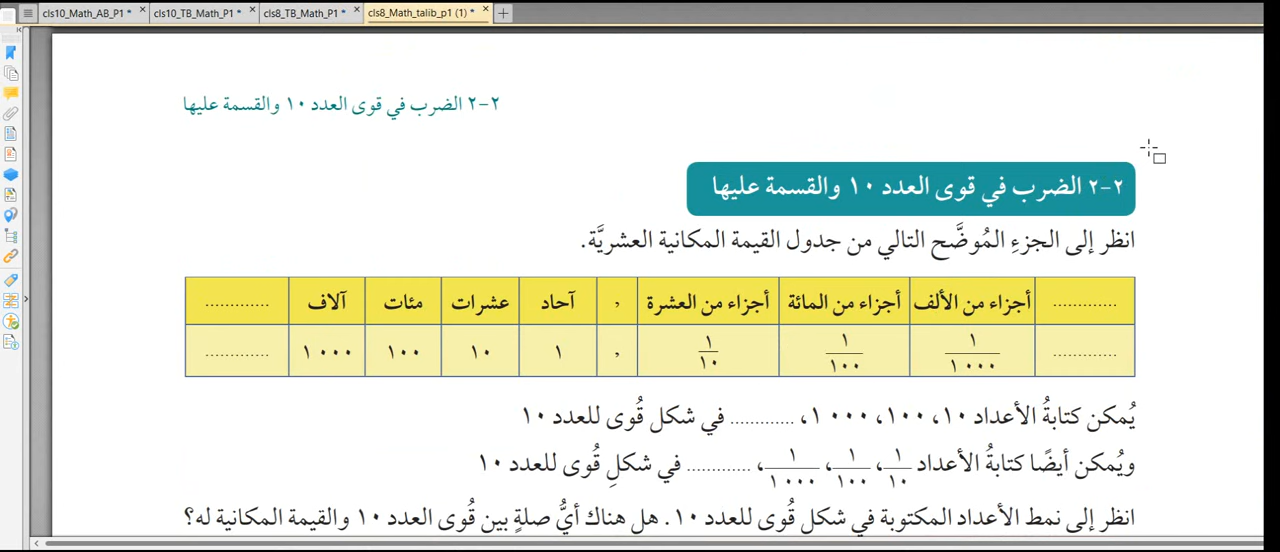 cls10_Math_AB_P1 *
cls10_TB_Math_P1 *
cls8_TB_Math_P1 *
cls8_Math_talib_p1 (1) *
٢-٢ الضرب في قوى العدد ١٠ والقسمة عليها
٢-٢ الضرب في قوى العدد ١٠ والقسمة عليها
انظر إلى الجزءِ المُوضَّح التالي من جدول القيمة المكانية العشريَّة.
............ أجزاء من الألف أجزاء من المائة أجزاء من العشرة , آحاد عشرات مئات آلاف ............
............ ١/١٠٠٠ ١/١٠٠ ١/١٠ , ١ ١٠ ١٠٠ ١٠٠٠ ............
يُمكن كتابةُ الأعداد ١٠، ١٠٠، ١٠٠٠، ............ في شكل قُوى للعدد ١٠
ويُمكن أيضًا كتابةُ الأعداد ١/١٠، ١/١٠٠، ١/١٠٠٠، ............ في شكلِ قُوى للعدد ١٠
انظر إلى نمط الأعداد المكتوبة في شكل قُوى للعدد ١٠. هل هناك أيُّ صلةٍ بين قُوى العدد ١٠ والقيمة المكانية له؟